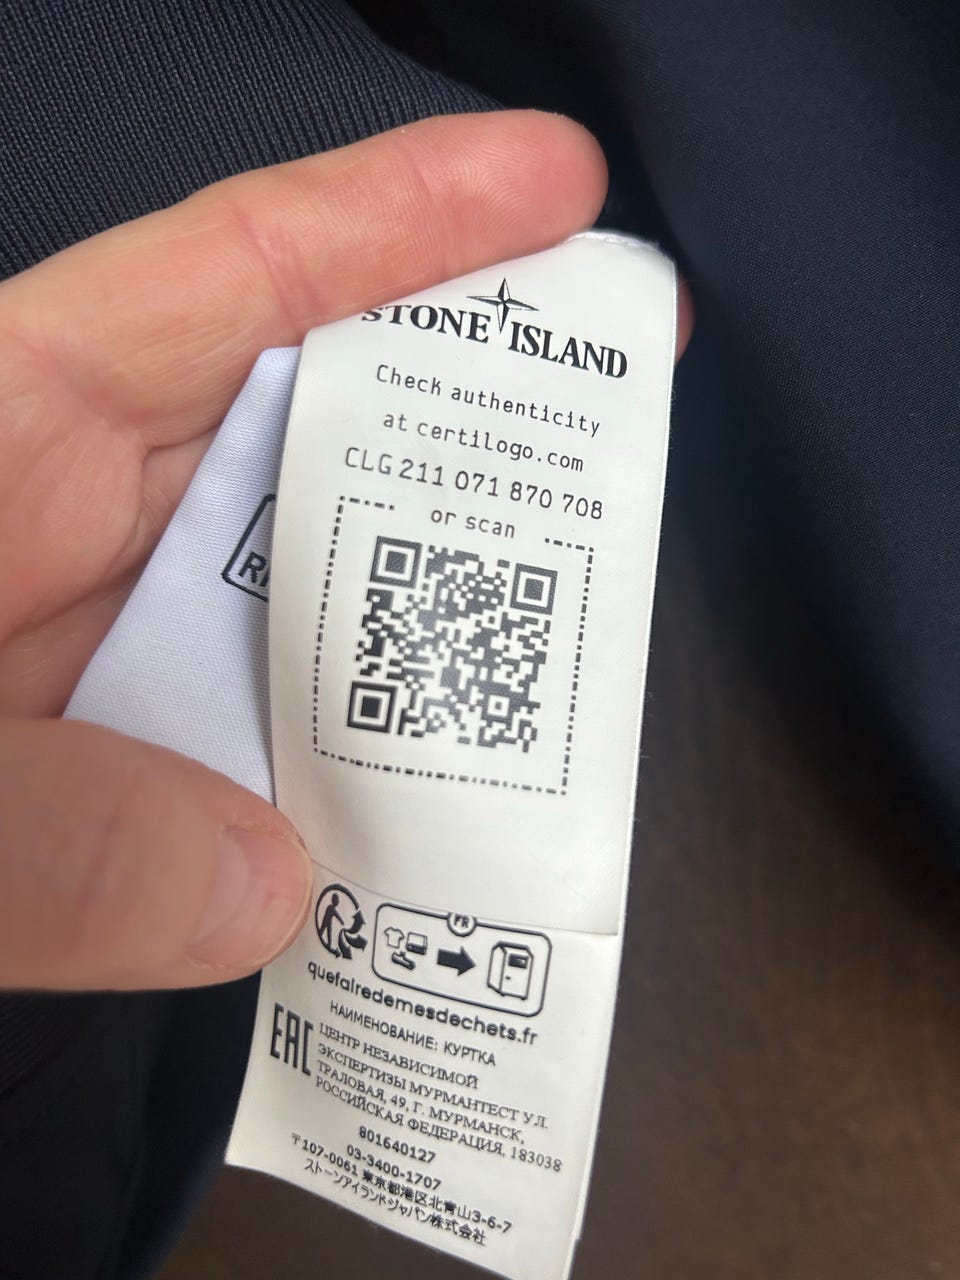 STONE ISLAND
Check authenticity
at certilogo.com
CLG 211 071 870 708
or scan
FR
quefairedemesdechets.fr
НАИМЕНОВАНИЕ: КУРТКА
EAC
ЦЕНТР НЕЗАВИСИМОЙ
ЭКСПЕРТИЗЫ МУРМАНТЕСТ УЛ.
ТРАЛОВАЯ, 49, Г. МУРМАНСК,
РОССИЙСКАЯ ФЕДЕРАЦИЯ, 183038
801640127
03-3400-1707
〒107-0061 東京都港区北青山3-6-7
ストーンアイランドジャパン株式会社